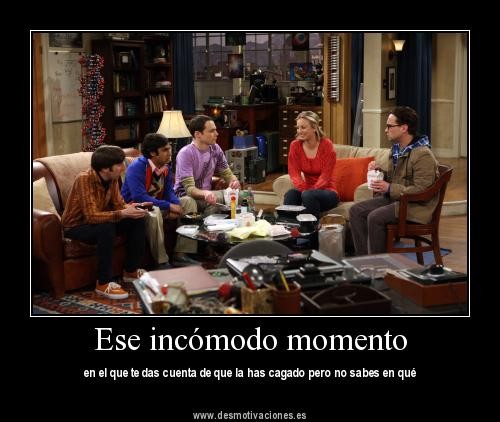 Ese incómodo momento
en el que te das cuenta de que la has cagado pero no sabes en qué
www.desmotivaciones.es